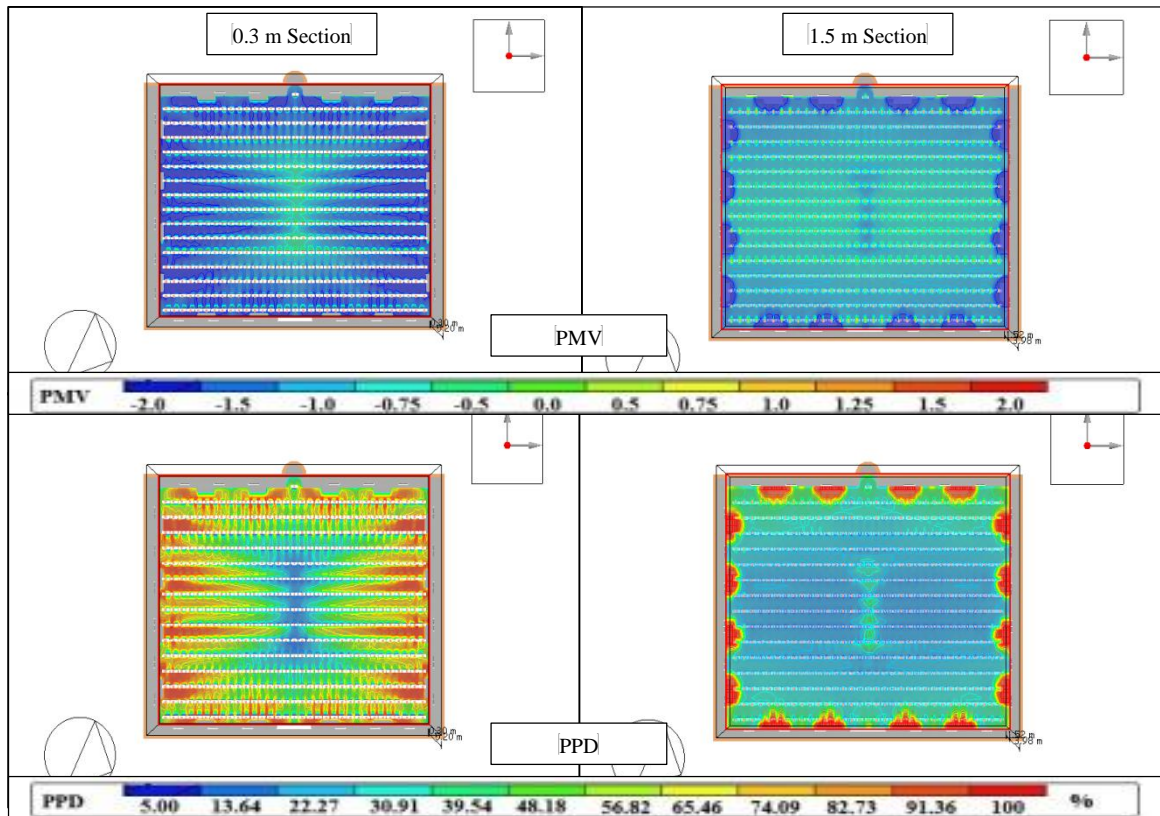 0.3 m Section
1.5 m Section
PMV
PMV -2.0 -1.5 -1.0 -0.75 -0.5 0.0 0.5 0.75 1.0 1.25 1.5 2.0
PPD
PPD 5.00 13.64 22.27 30.91 39.54 48.18 56.82 65.46 74.09 82.73 91.36 100 %